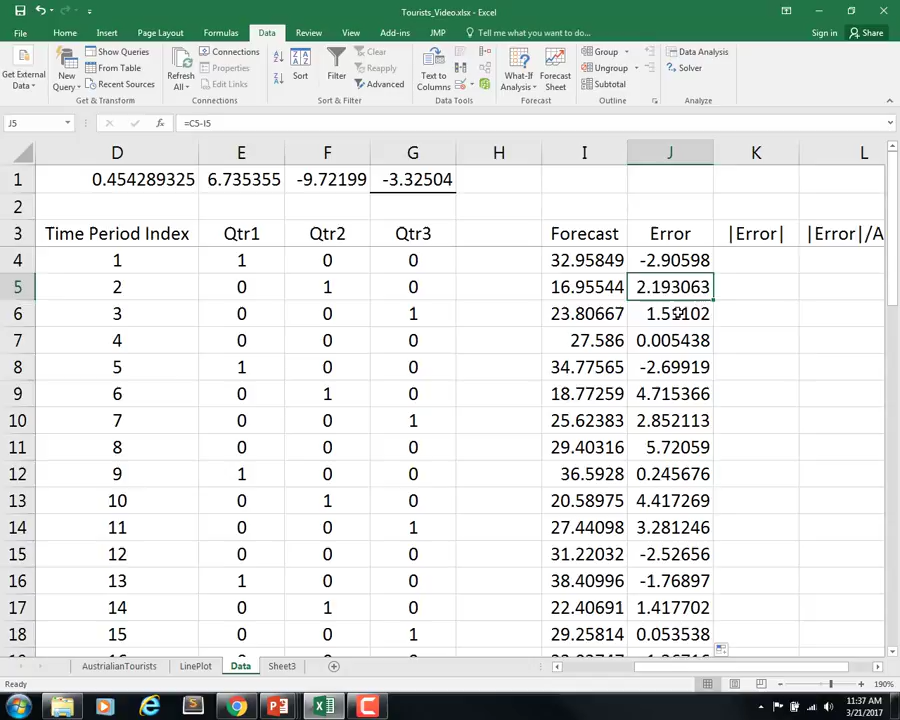 Tourists_Video.xlsx - Excel
File Home Insert Page Layout Formulas Data Review View Add-ins JMP Tell me what you want to do... Sign in Share
Get External Data
New Query
Show Queries
From Table
Recent Sources
Get & Transform
Refresh All
Connections
Properties
Edit Links
Connections
Sort
Filter
Clear
Reapply
Advanced
Sort & Filter
Text to Columns
Data Tools
What-If Analysis
Forecast Sheet
Forecast
Group
Ungroup
Subtotal
Outline
Data Analysis
Solver
Analyze
J5 fx =C5-I5
D E F G H I J K L
1 0.454289325 6.735355 -9.72199 -3.32504
2
3 Time Period Index Qtr1 Qtr2 Qtr3 Forecast Error |Error| |Error|/A
4 1 1 0 0 32.95849 -2.90598
5 2 0 1 0 16.95544 2.193063
6 3 0 0 1 23.80667
7 4 0 0 0 27.586 0.005438
8 5 1 0 0 34.77565 -2.69919
9 6 0 1 0 18.77259 4.715366
10 7 0 0 1 25.62383 2.852113
11 8 0 0 0 29.40316 5.72059
12 9 1 0 0 36.5928 0.245676
13 10 0 1 0 20.58975 4.417269
14 11 0 0 1 27.44098 3.281246
15 12 0 0 0 31.22032 -2.52656
16 13 1 0 0 38.40996 -1.76897
17 14 0 1 0 22.40691 1.417702
18 15 0 0 1 29.25814 0.053538
AustralianTourists LinePlot Data Sheet3
Ready 190%
11:37 AM
3/21/2017